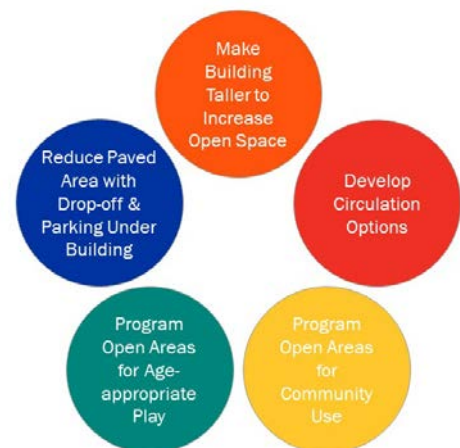 Make
Building
Taller to
Increase
Open Space
Reduce Paved
Area with
Drop-off &
Parking Under
Building
Develop
Circulation
Options
Program
Open Areas
for Age-
appropriate
Play
Program
Open Areas
for
Community
Use